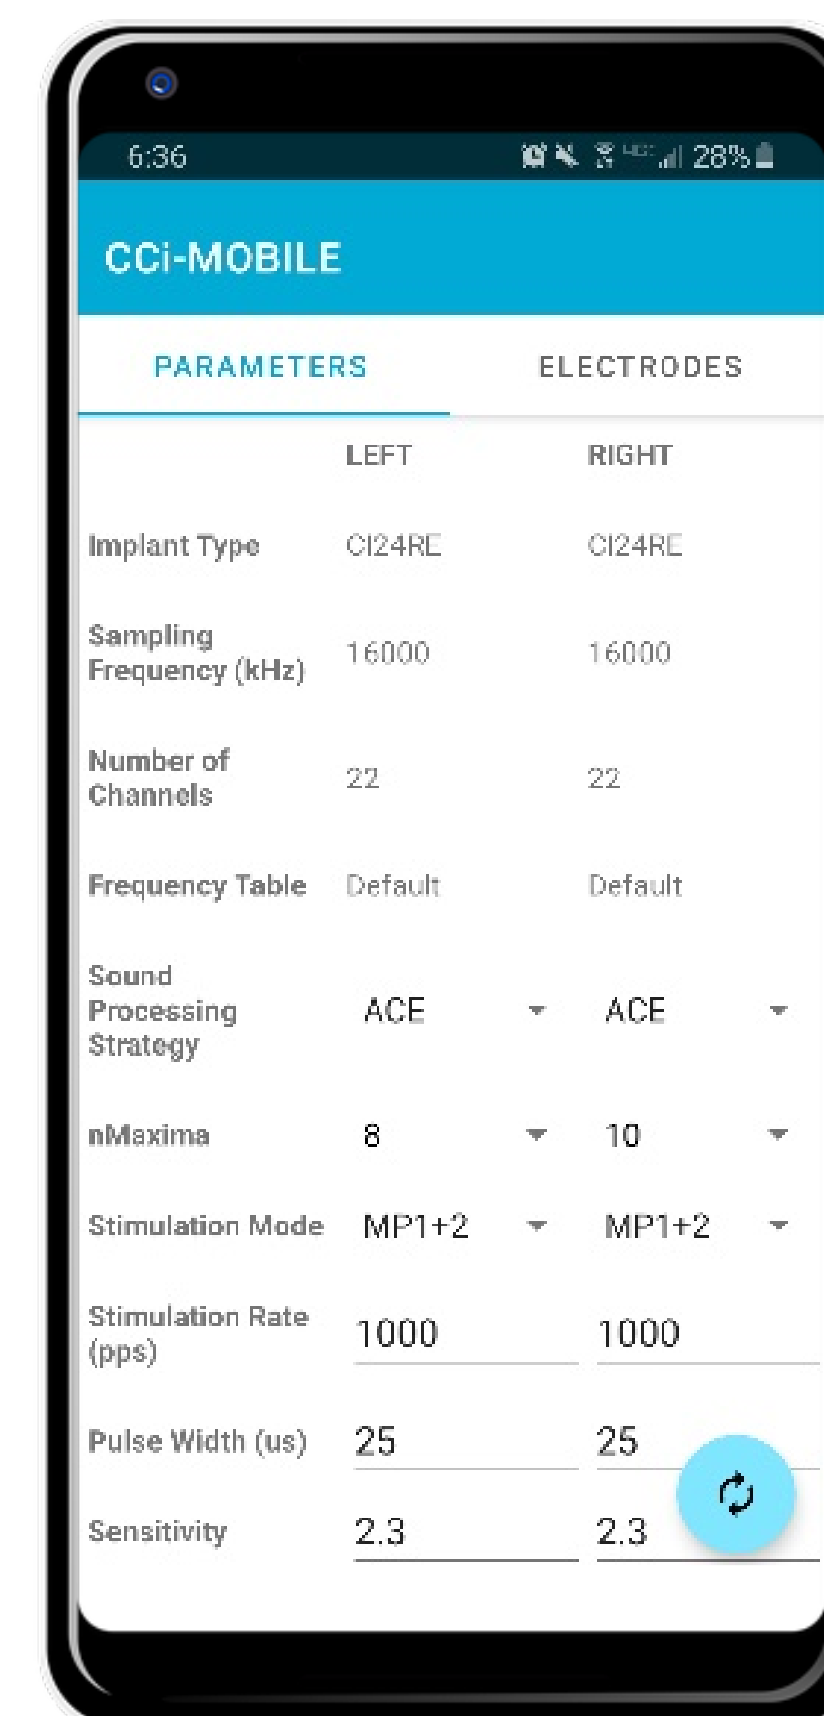 6:36 28%
CCi-MOBILE
PARAMETERS ELECTRODES
LEFT RIGHT
Implant Type CI24RE CI24RE
Sampling
Frequency (kHz) 16000 16000
Number of
Channels 22 22
Frequency Table Default Default
Sound
Processing ACE ACE
Strategy
nMaxima 8 10
Stimulation Mode MP1+2 MP1+2
Stimulation Rate
(pps) 1000 1000
Pulse Width (us) 25 25
Sensitivity 2.3 2.3